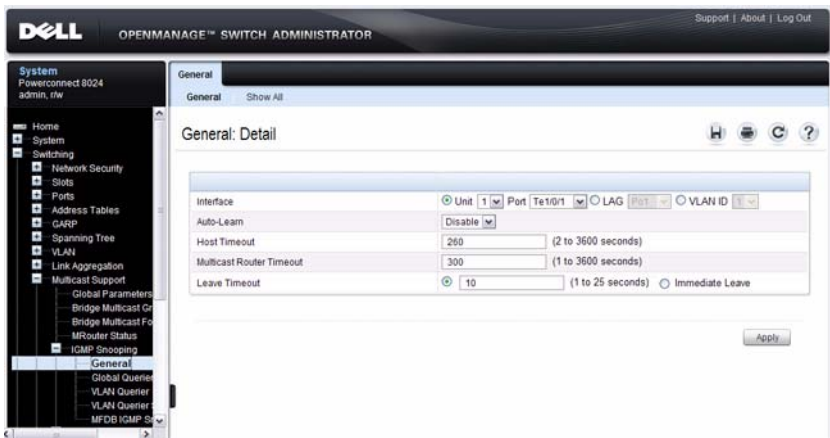 Support | About | Log Out
DELL OPENMANAGE™ SWITCH ADMINISTRATOR
System
Powerconnect 8024
admin, r/w
Home
System
Switching
Network Security
Slots
Ports
Address Tables
GARP
Spanning Tree
VLAN
Link Aggregation
Multicast Support
Global Parameters
Bridge Multicast Gr
Bridge Multicast Fo
MRouter Status
IGMP Snooping
General
Global Querier
VLAN Querier
VLAN Querier
MFDB IGMP
General
General Show All
General: Detail
Interface Unit 1 Port Te1/0/1 LAG Po1 VLAN ID 1
Auto-Learn Disable
Host Timeout 260 (2 to 3600 seconds)
Multicast Router Timeout 300 (1 to 3600 seconds)
Leave Timeout 10 (1 to 25 seconds) Immediate Leave
Apply